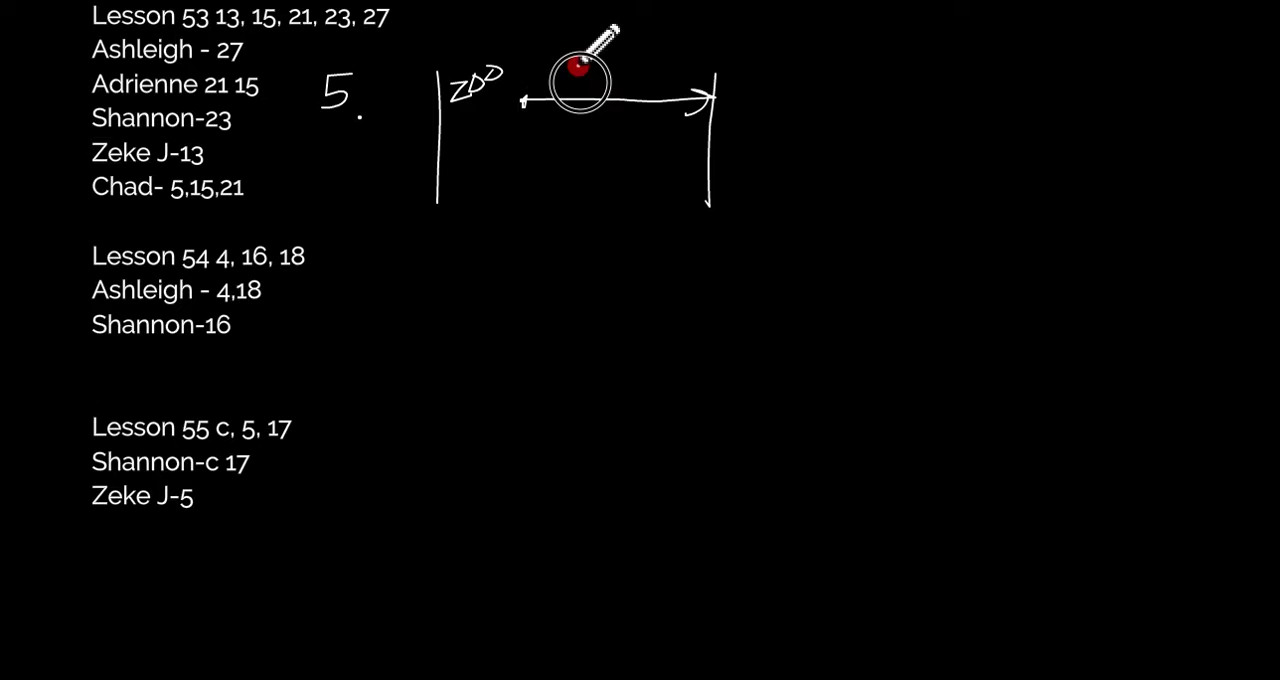 Lesson 53 13, 15, 21, 23, 27
Ashleigh - 27
Adrienne 21 15
Shannon-23
Zeke J-13
Chad- 5,15,21
5.
Lesson 54 4, 16, 18
Ashleigh - 4,18
Shannon-16
Lesson 55 c, 5, 17
Shannon-c 17
Zeke J-5